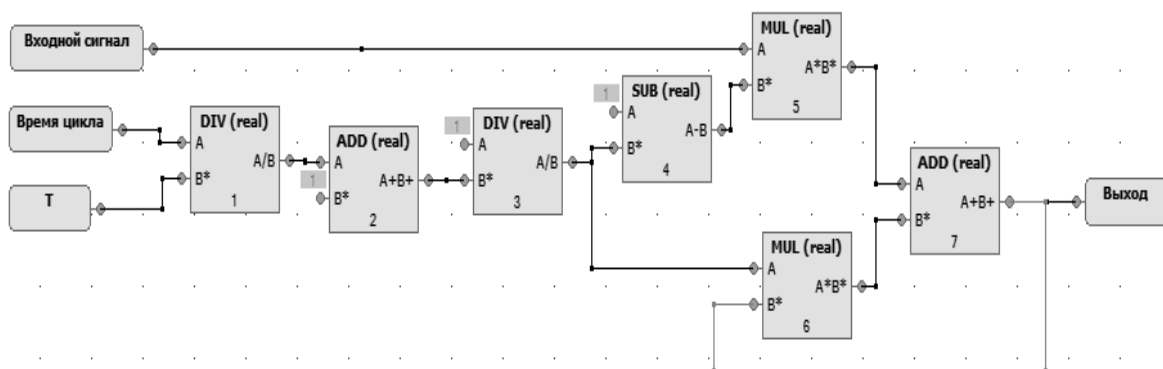 Входной сигнал
Время цикла
T
DIV (real)
A
A/B
B*
1
ADD (real)
A
1
A+B+
B*
2
1
DIV (real)
A
A/B
B*
3
1
SUB (real)
A
A-B
B*
4
MUL (real)
A
A*B*
B*
5
MUL (real)
A
A*B*
B*
6
ADD (real)
A
A+B+
B*
7
Выход